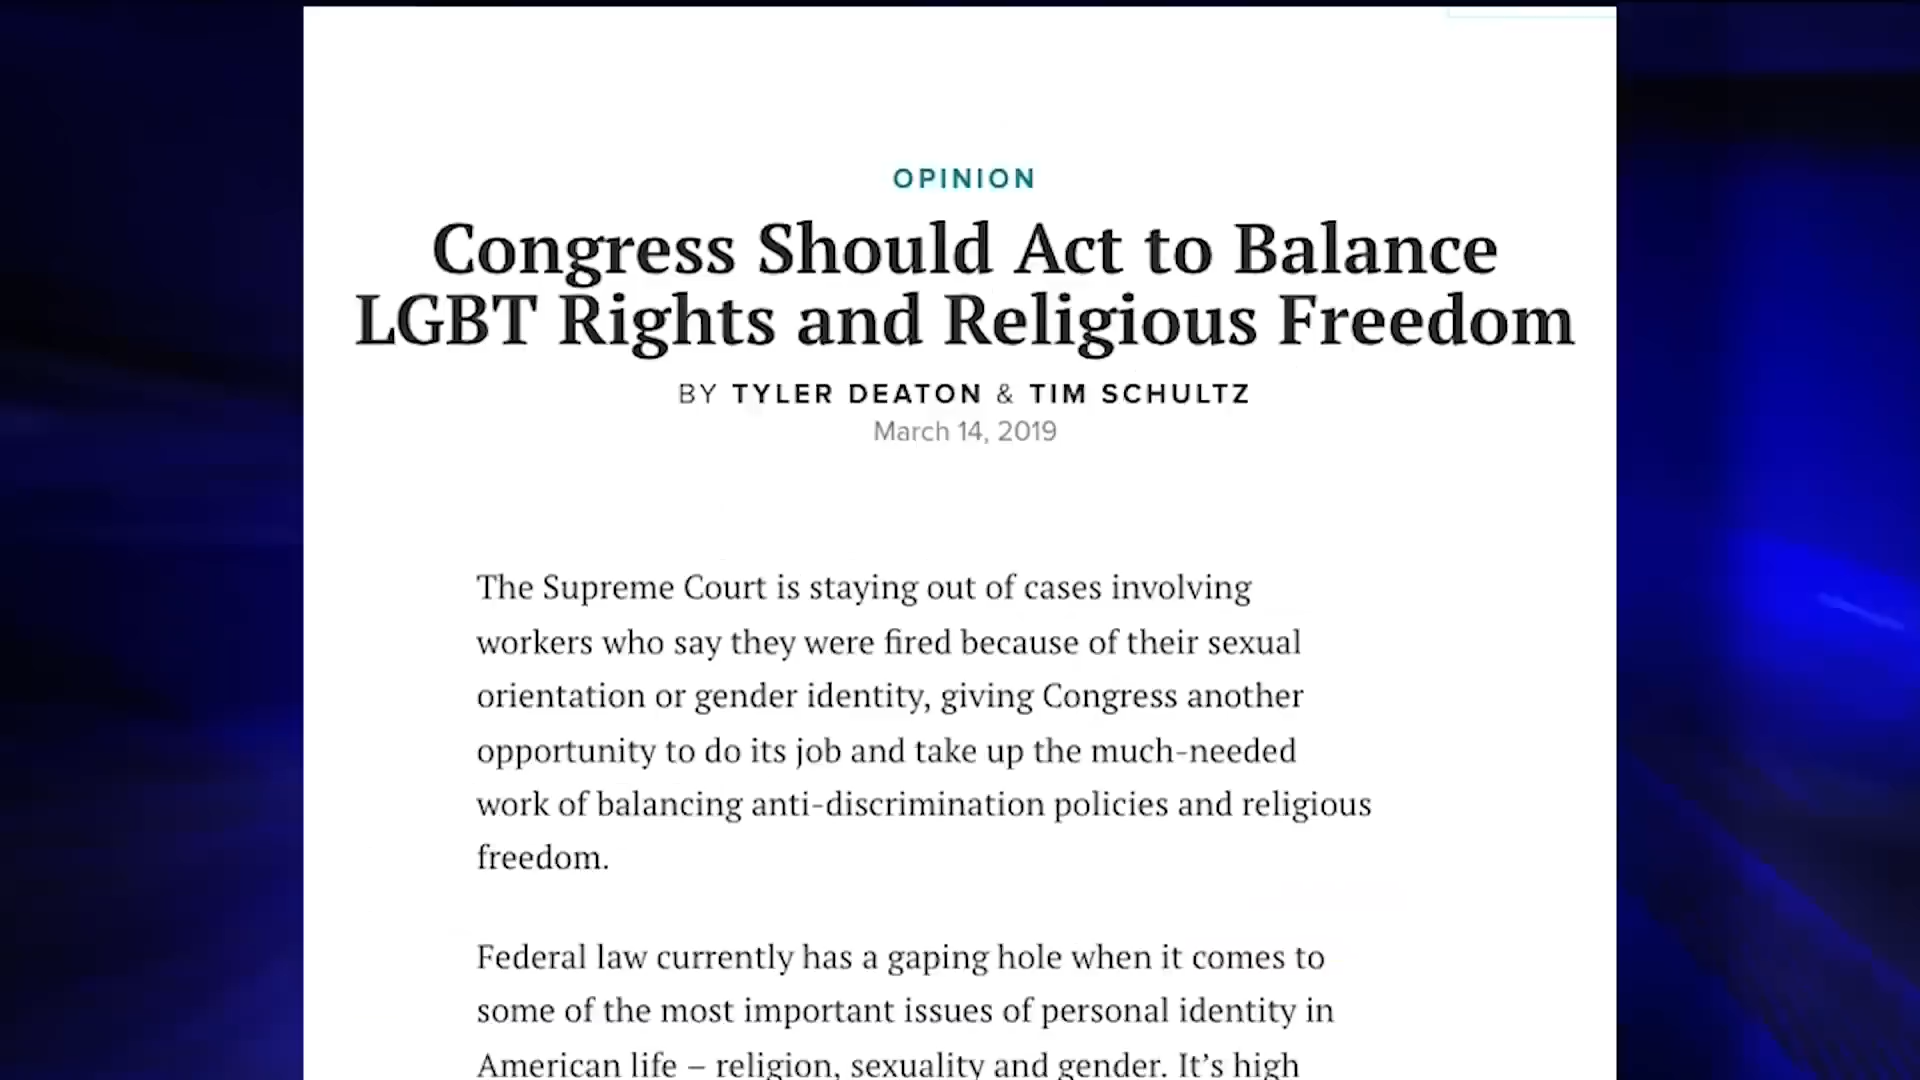 OPINION
Congress Should Act to Balance
LGBT Rights and Religious Freedom
BY TYLER DEATON & TIM SCHULTZ
March 14, 2019
The Supreme Court is staying out of cases involving
workers who say they were fired because of their sexual
orientation or gender identity, giving Congress another
opportunity to do its job and take up the much-needed
work of balancing anti-discrimination policies and religious
freedom.
Federal law currently has a gaping hole when it comes to
some of the most important issues of personal identity in
American life – religion, sexuality and gender. It’s high